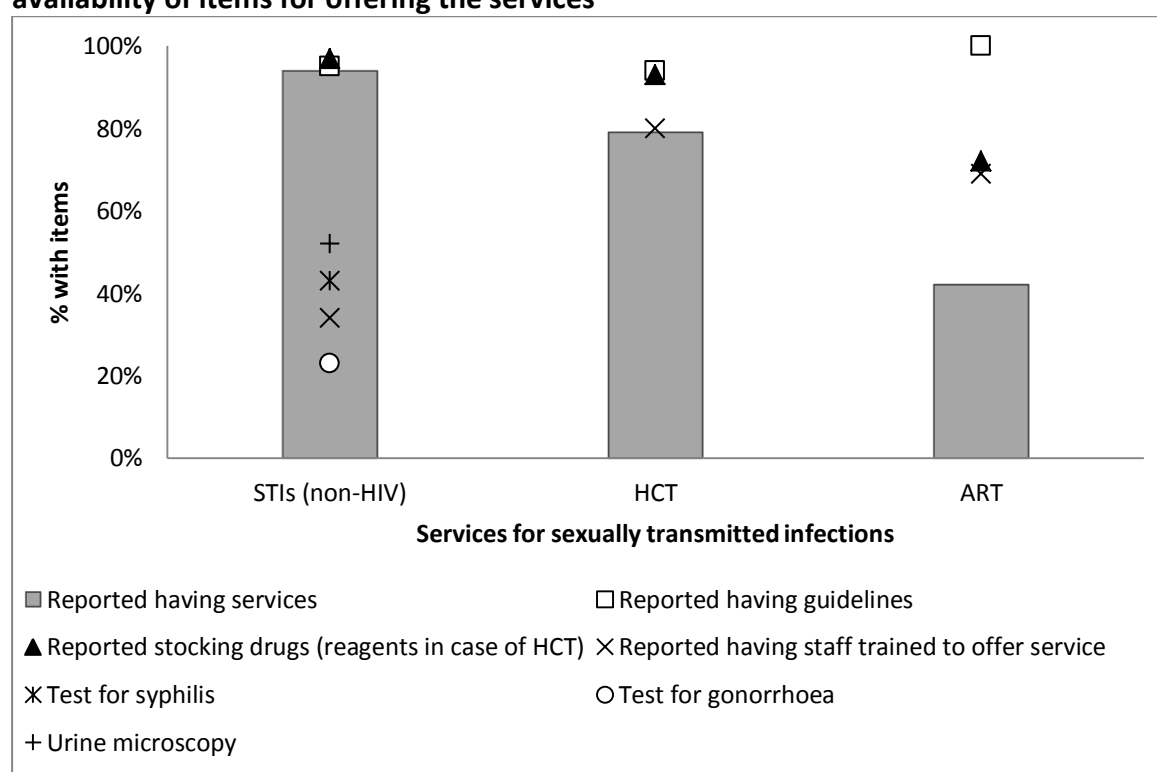 availability of items for offering the services
100%
80%
60%
40%
20%
0%
% with items
STIs (non-HIV) HCT ART
Services for sexually transmitted infections
Reported having services Reported having guidelines
Reported stocking drugs (reagents in case of HCT) Reported having staff trained to offer service
Test for syphilis Test for gonorrhoea
Urine microscopy